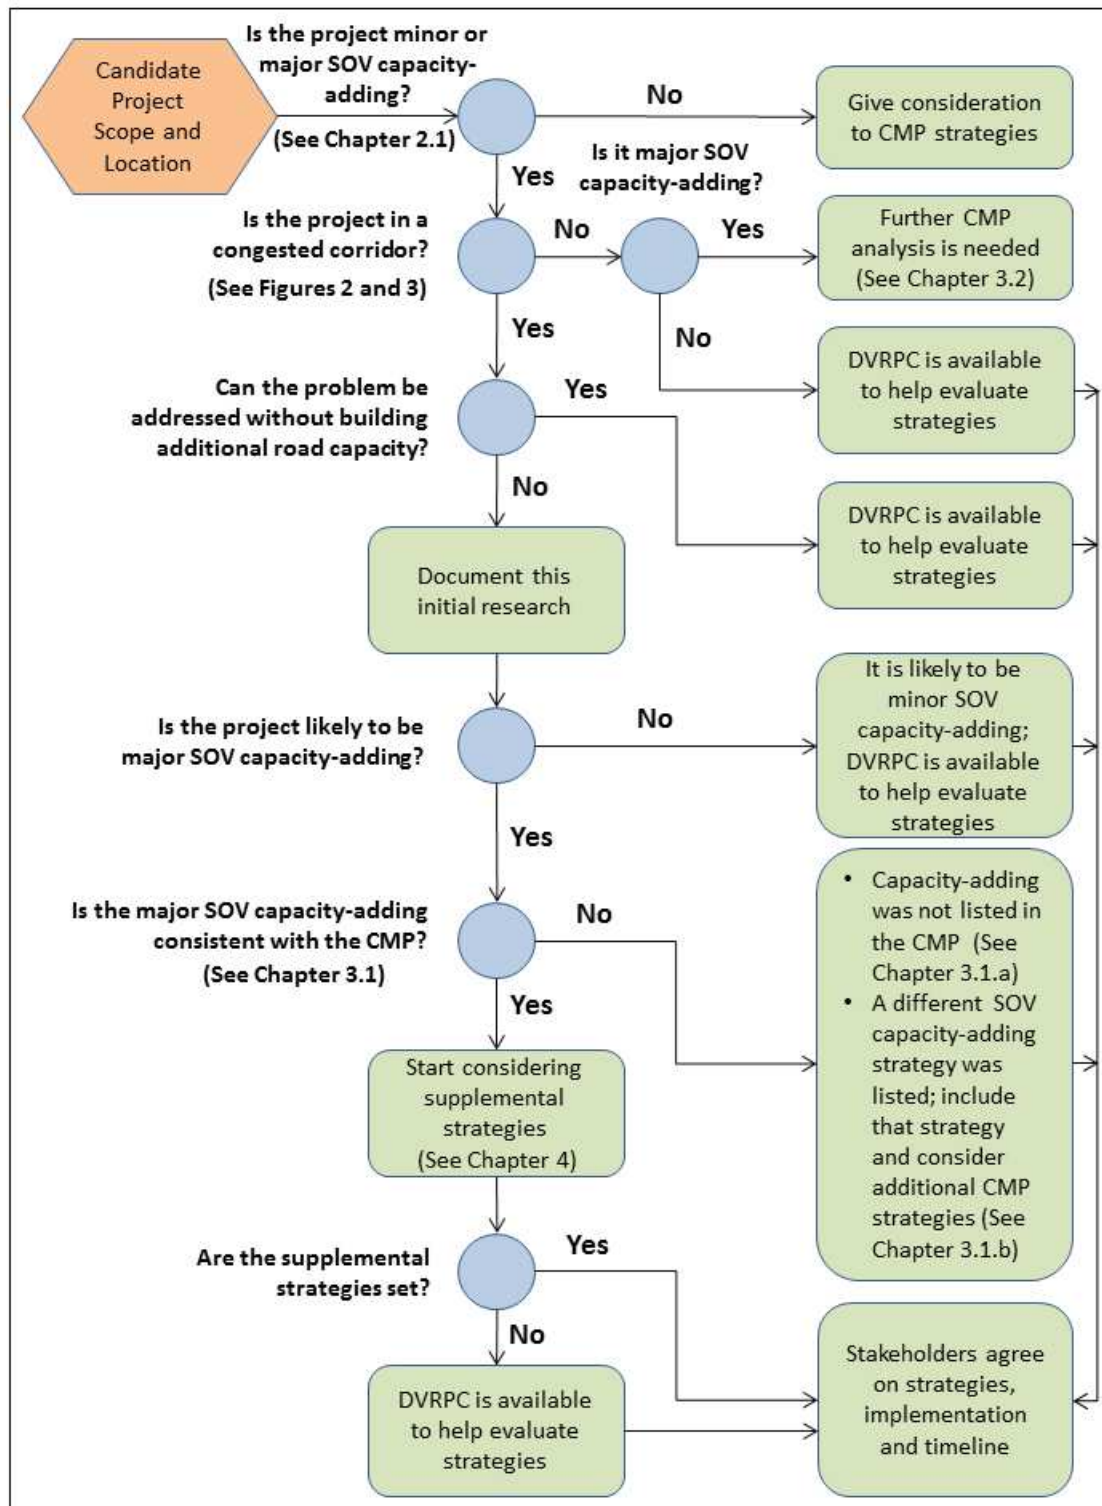 Is the project minor or
major SOV capacity-
adding?
(See Chapter 2.1)
Candidate
Project
Scope and
Location
No
Give consideration
to CMP strategies
Yes
Is it major SOV
capacity-adding?
Is the project in a
congested corridor?
(See Figures 2 and 3)
No
Yes
Further CMP
analysis is needed
(See Chapter 3.2)
Yes
No
DVRPC is available
to help evaluate
strategies
Can the problem be
addressed without building
additional road capacity?
Yes
No
DVRPC is available
to help evaluate
strategies
Document this
initial research
Is the project likely to be
major SOV capacity-adding?
No
It is likely to be
minor SOV
capacity-adding;
DVRPC is available
to help evaluate
strategies
Yes
Is the major SOV capacity-adding
consistent with the CMP?
(See Chapter 3.1)
No
• Capacity-adding
was not listed in
the CMP (See
Chapter 3.1.a)
• A different SOV
capacity-adding
strategy was
listed; include
that strategy
and consider
additional CMP
strategies (See
Chapter 3.1.b)
Yes
Start considering
supplemental
strategies
(See Chapter 4)
Are the supplemental
strategies set?
Yes
No
DVRPC is available
to help evaluate
strategies
Stakeholders agree
on strategies,
implementation
and timeline